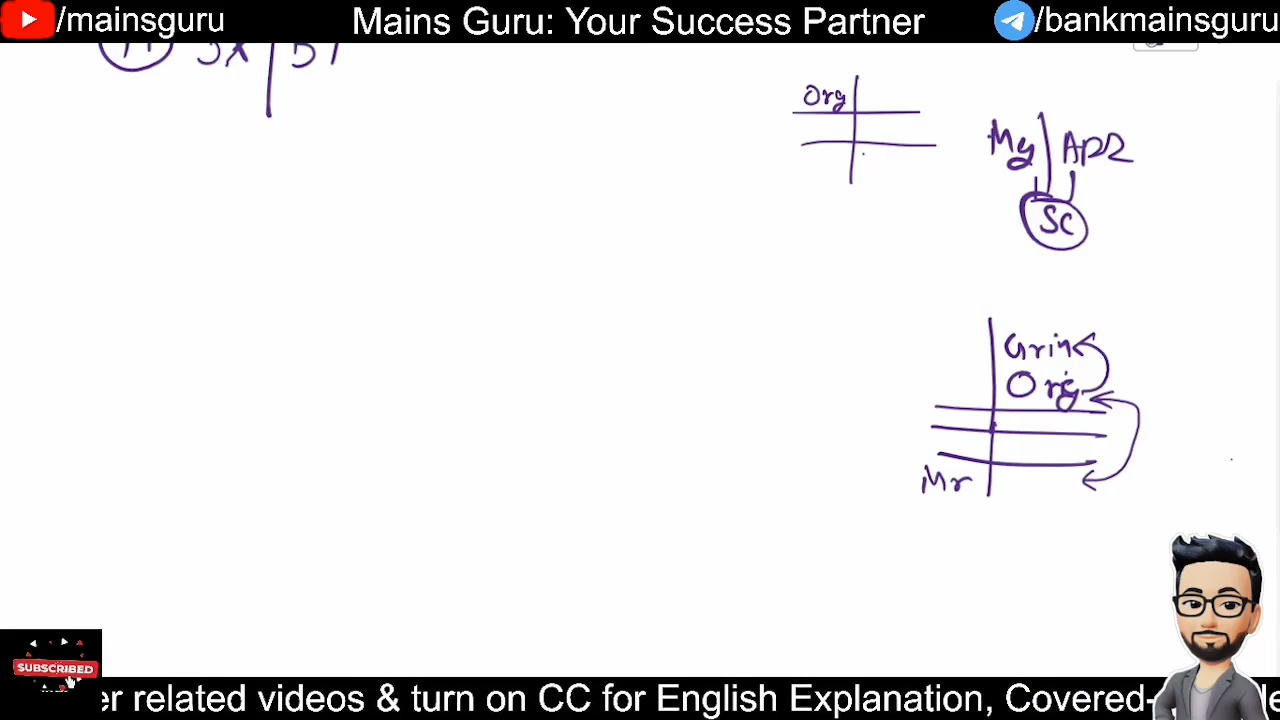 /mainsguru Mains Guru: Your Success Partner /bankmainsguru
Org
My APR
SC
Grin
Org
Mr
SUBSCRIBED
er related videos & turn on CC for English Explanation, Covered-